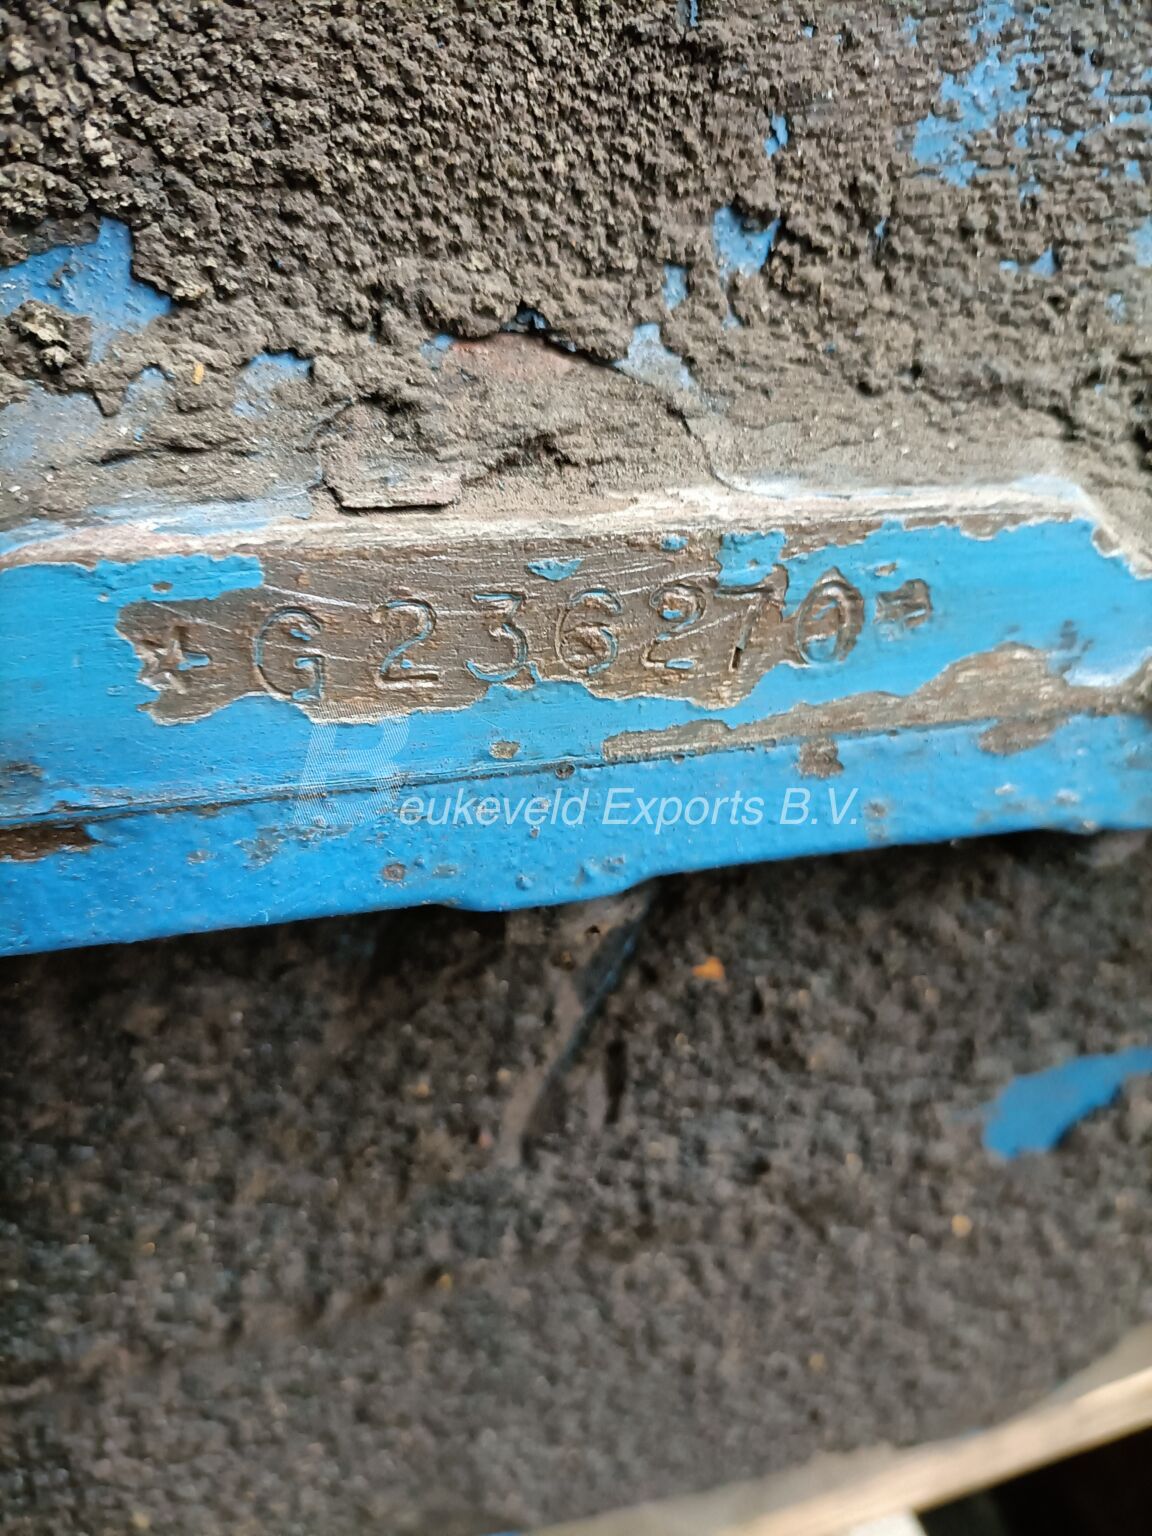 ★G236270★
Beukeveld Exports B.V.